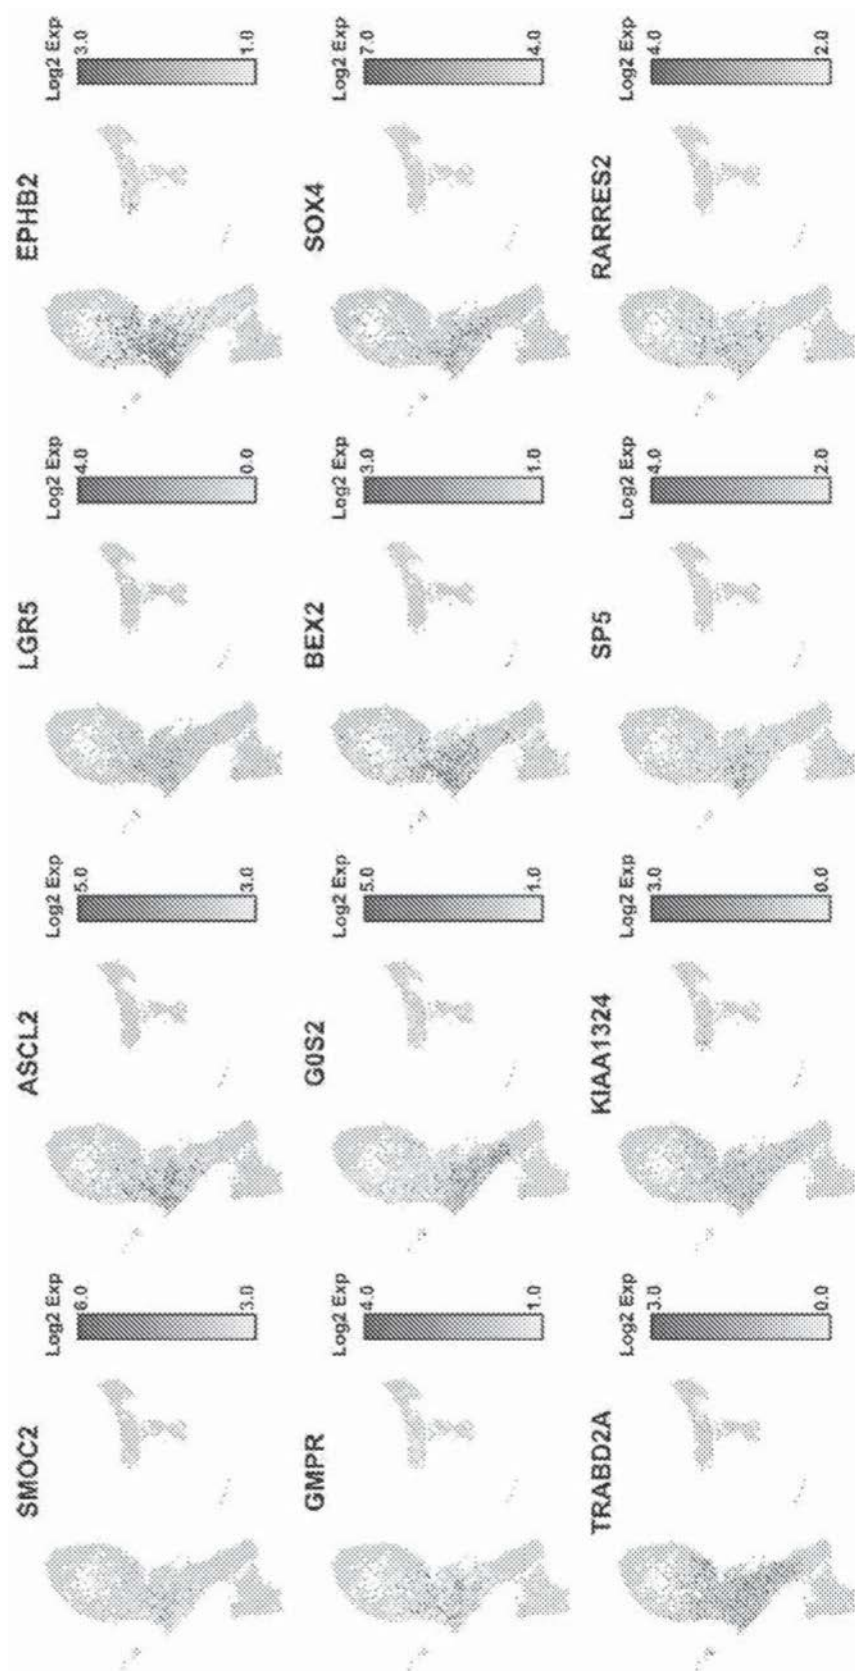 SMOC2
Log2 Exp
6.0
3.0
ASCL2
Log2 Exp
5.0
3.0
LGR5
Log2 Exp
4.0
0.0
EPHB2
Log2 Exp
3.0
1.0
GMPR
Log2 Exp
4.0
1.0
G0S2
Log2 Exp
5.0
1.0
BEX2
Log2 Exp
3.0
1.0
SOX4
Log2 Exp
7.0
4.0
TRABD2A
Log2 Exp
3.0
0.0
KIAA1324
Log2 Exp
3.0
0.0
SP5
Log2 Exp
4.0
2.0
RARRES2
Log2 Exp
4.0
2.0